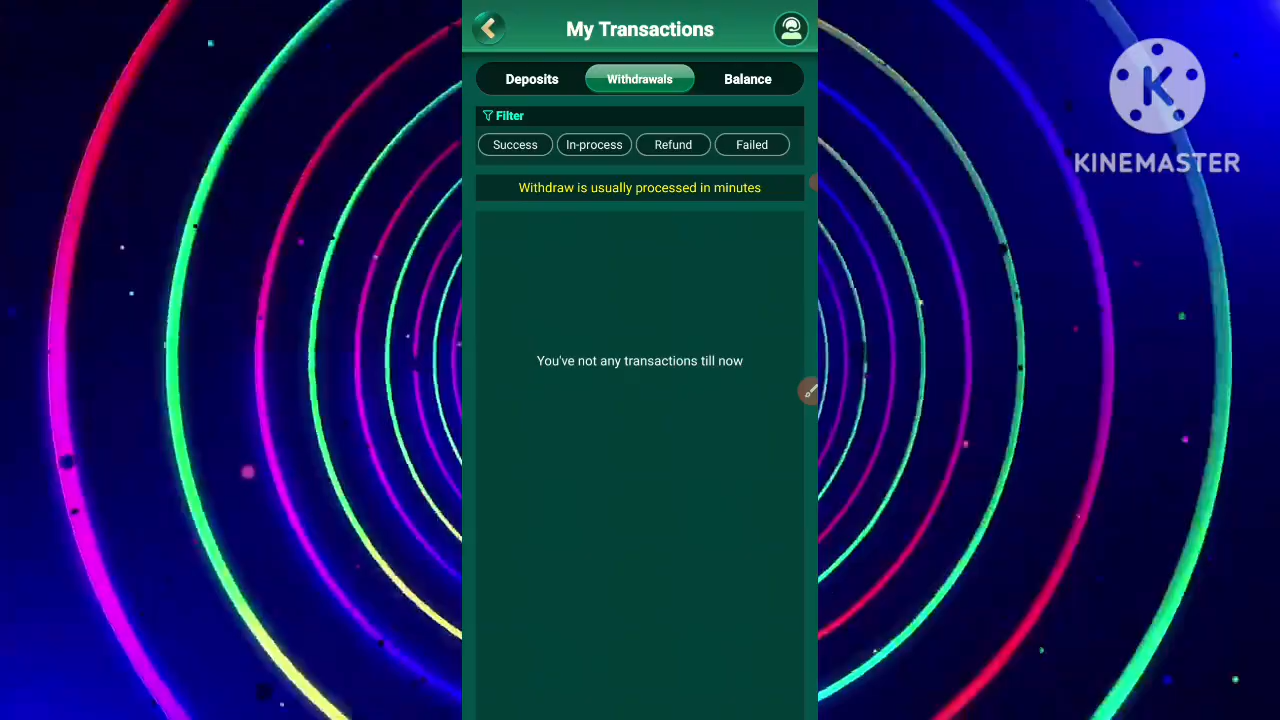 My Transactions
Deposits Withdrawals Balance
Filter
Success In-process Refund Failed
Withdraw is usually processed in minutes
You've not any transactions till now
K
KINEMASTER